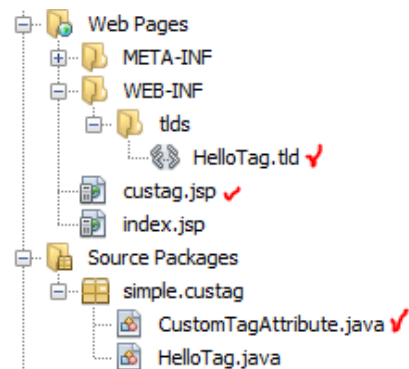 Web Pages
META-INF
WEB-INF
tlds
HelloTag.tld
custag.jsp
index.jsp
Source Packages
simple.custag
CustomTagAttribute.java
HelloTag.java